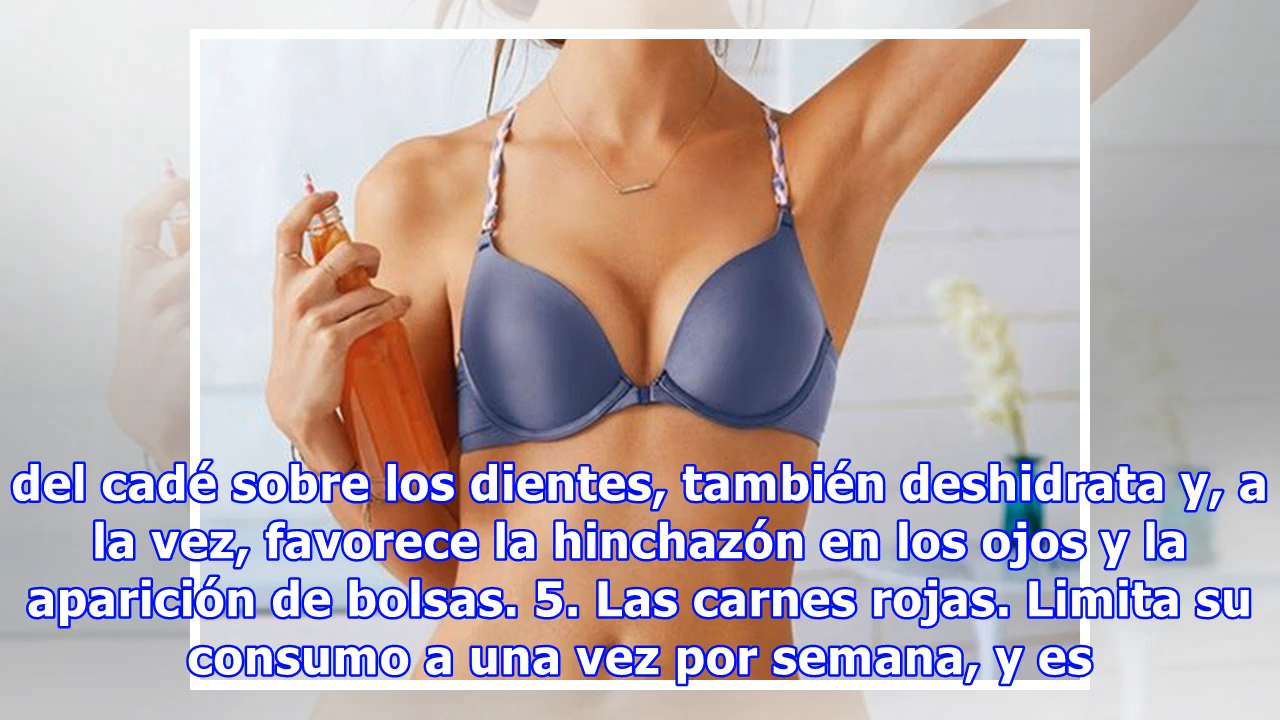 del cadé sobre los dientes, también deshidrata y, a
la vez, favorece la hinchazón en los ojos y la
aparición de bolsas. 5. Las carnes rojas. Limita su
consumo a una vez por semana, y es